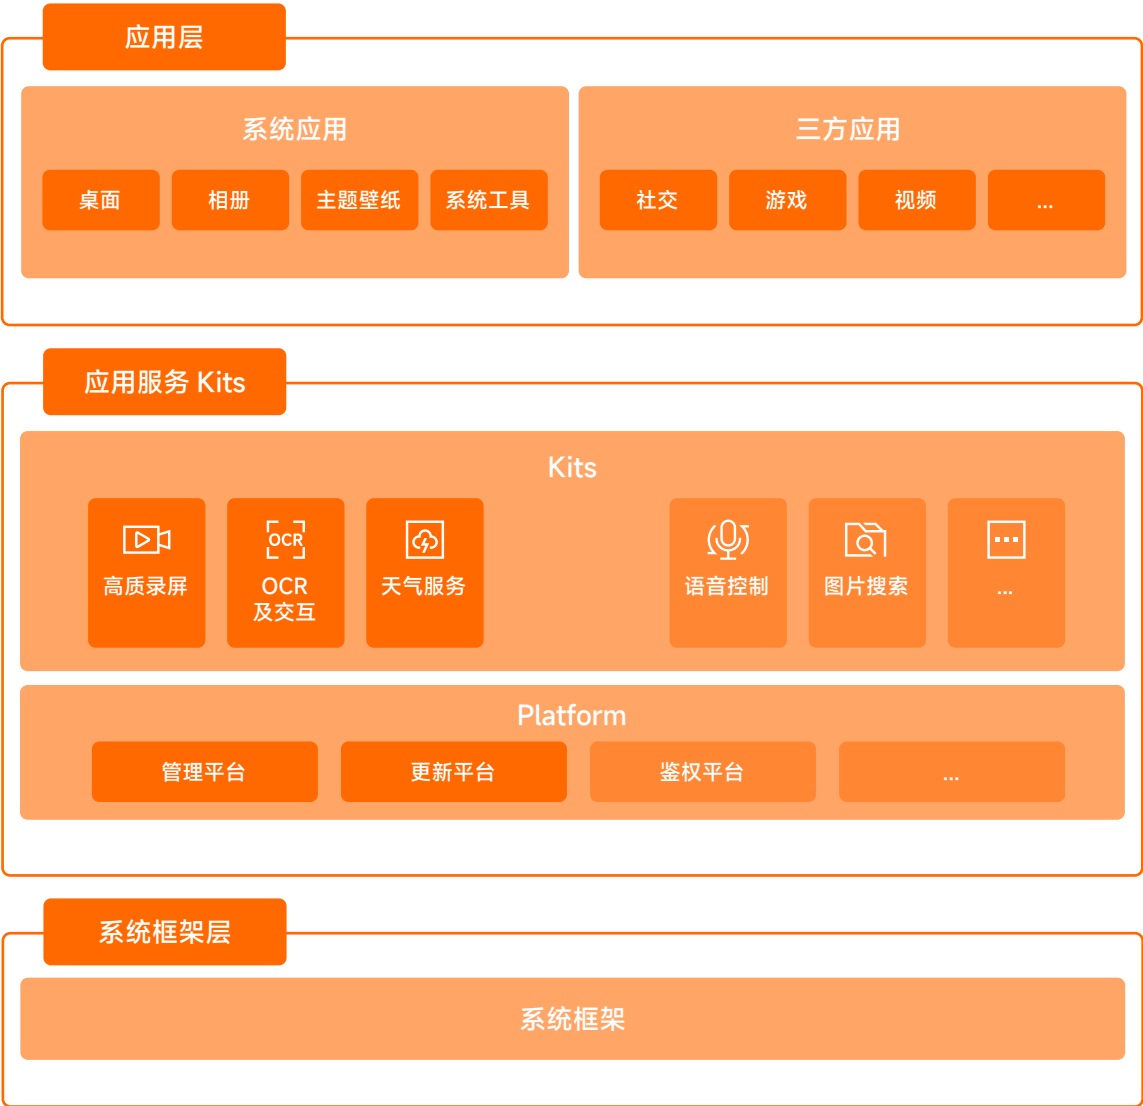 应用层
系统应用
桌面
相册
主题壁纸
系统工具
三方应用
社交
游戏
视频
...
应用服务 Kits
Kits
高质录屏
OCR
OCR
及交互
天气服务
语音控制
图片搜索
...
Platform
管理平台
更新平台
鉴权平台
...
系统框架层
系统框架